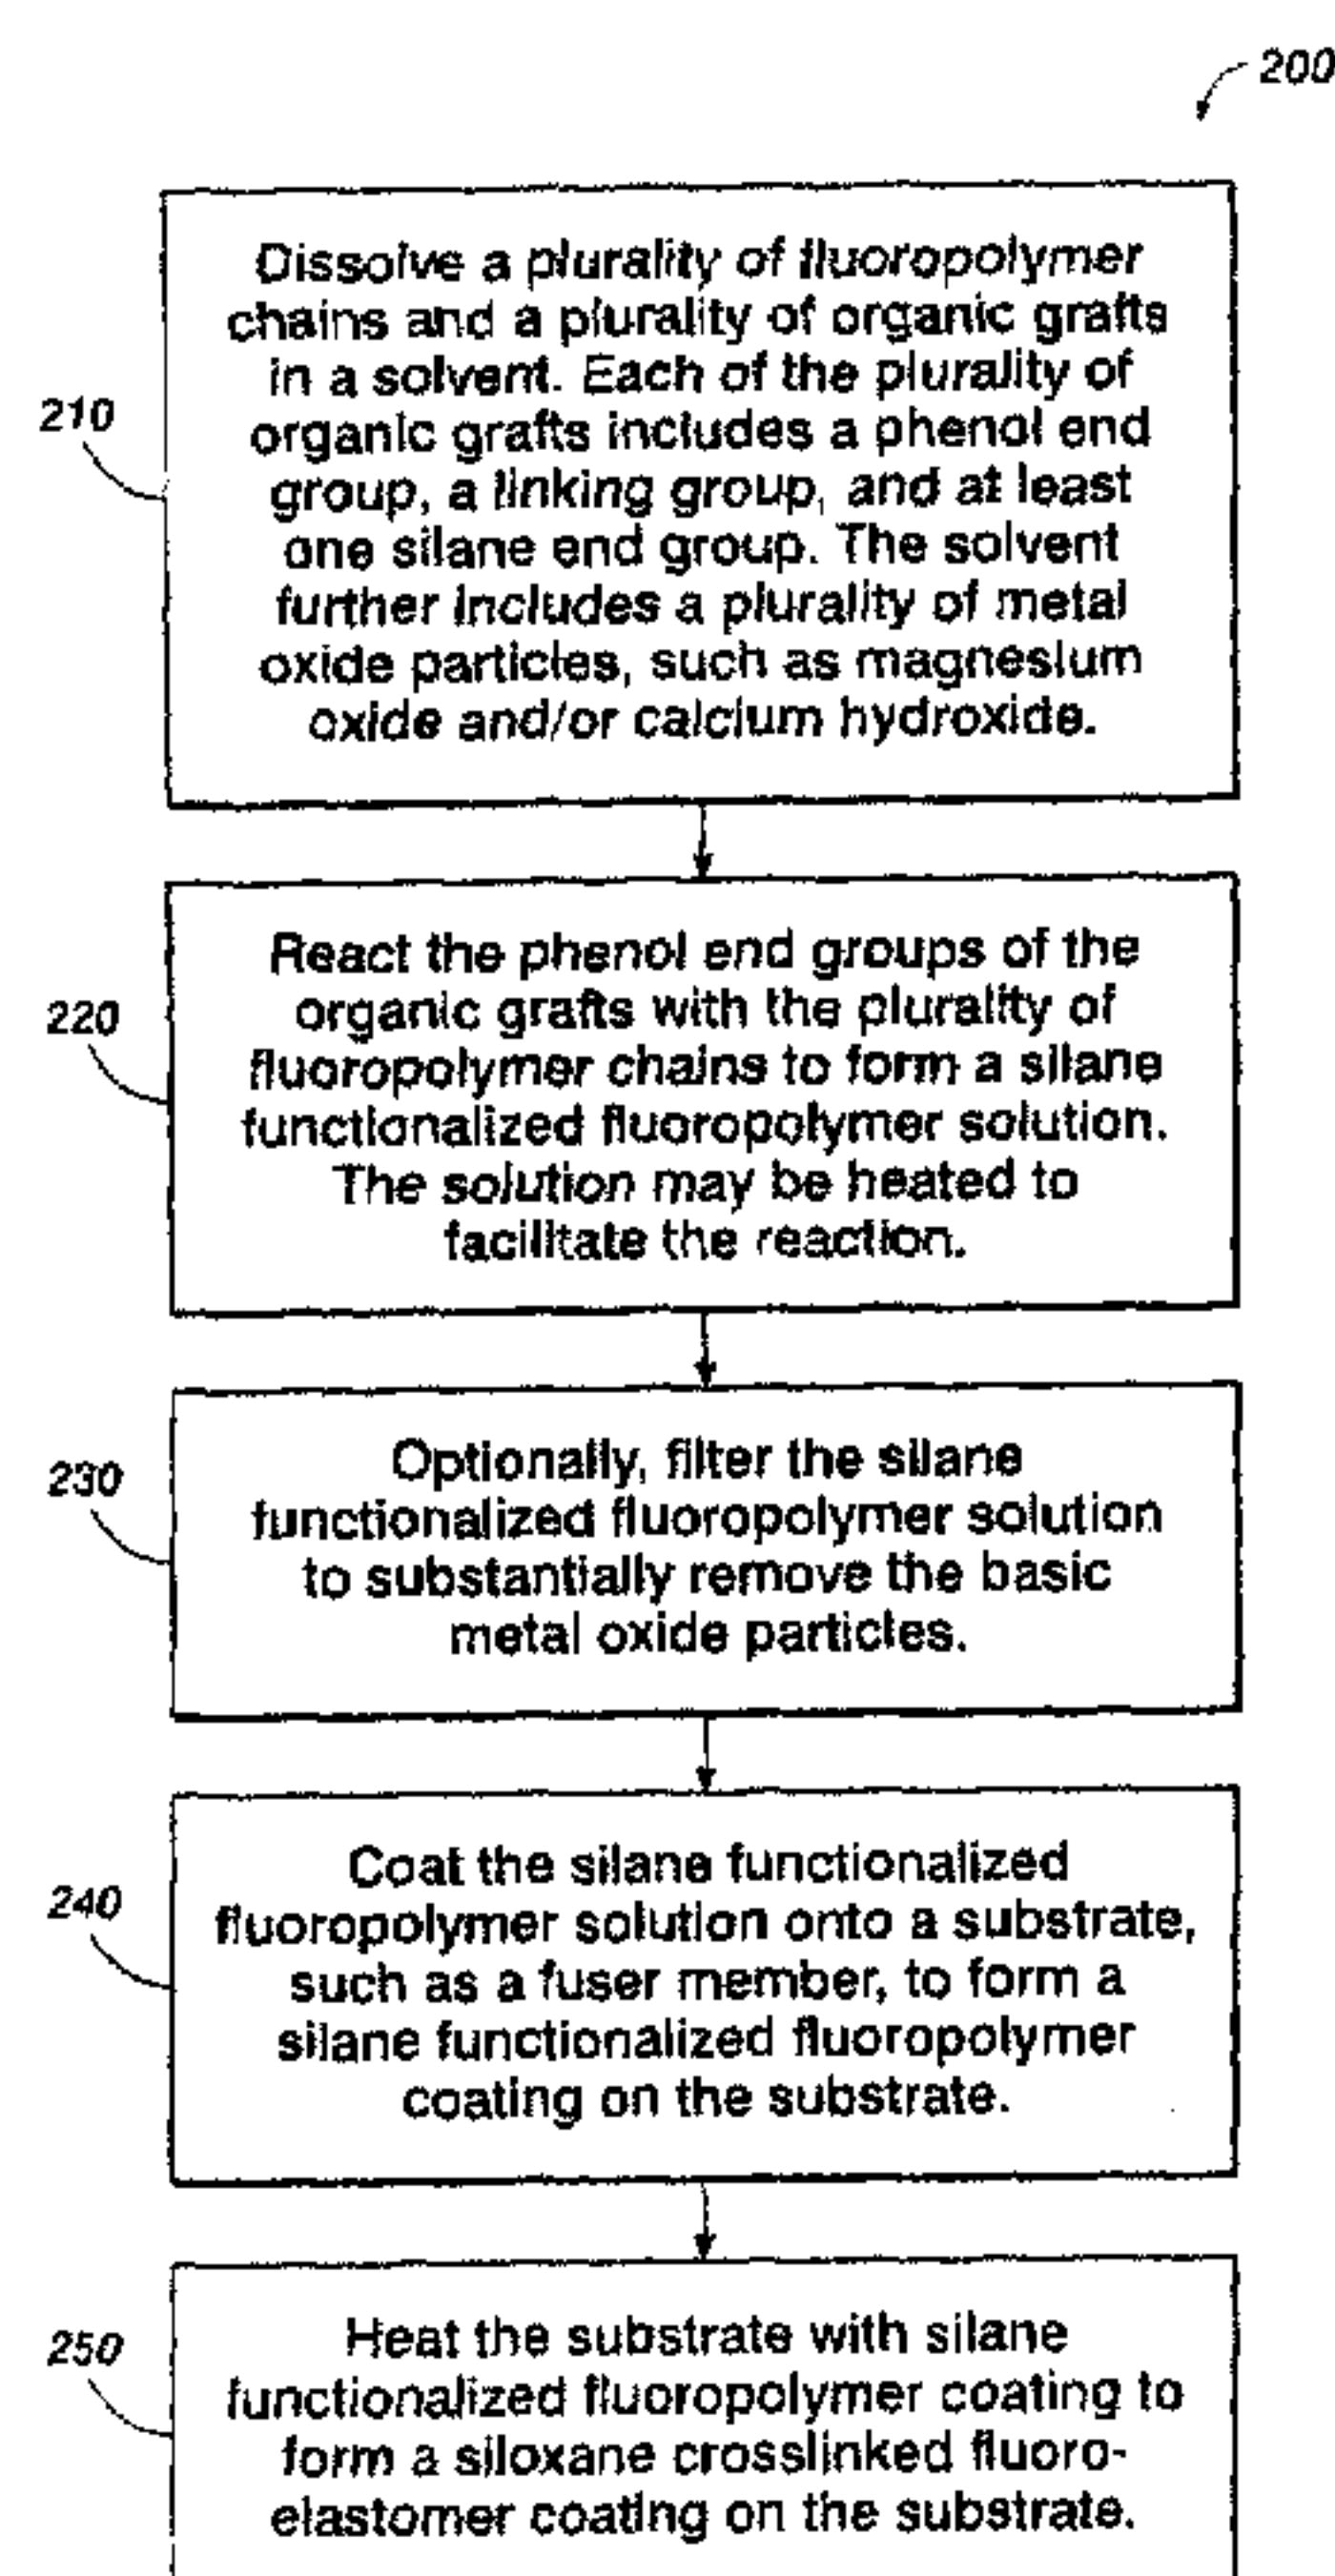 200
210
Dissolve a plurality of fluoropolymer
chains and a plurality of organic grafts
in a solvent. Each of the plurality of
organic grafts includes a phenol end
group, a linking group, and at least
one silane end group. The solvent
further includes a plurality of metal
oxide particles, such as magnesium
oxide and/or calcium hydroxide.
220
React the phenol end groups of the
organic grafts with the plurality of
fluoropolymer chains to form a silane
functionalized fluoropolymer solution.
The solution may be heated to
facilitate the reaction.
230
Optionally, filter the silane
functionalized fluoropolymer solution
to substantially remove the basic
metal oxide particles.
240
Coat the silane functionalized
fluoropolymer solution onto a substrate,
such as a fuser member, to form a
silane functionalized fluoropolymer
coating on the substrate.
250
Heat the substrate with silane
functionalized fluoropolymer coating to
form a siloxane crosslinked fluoro-
elastomer coating on the substrate.